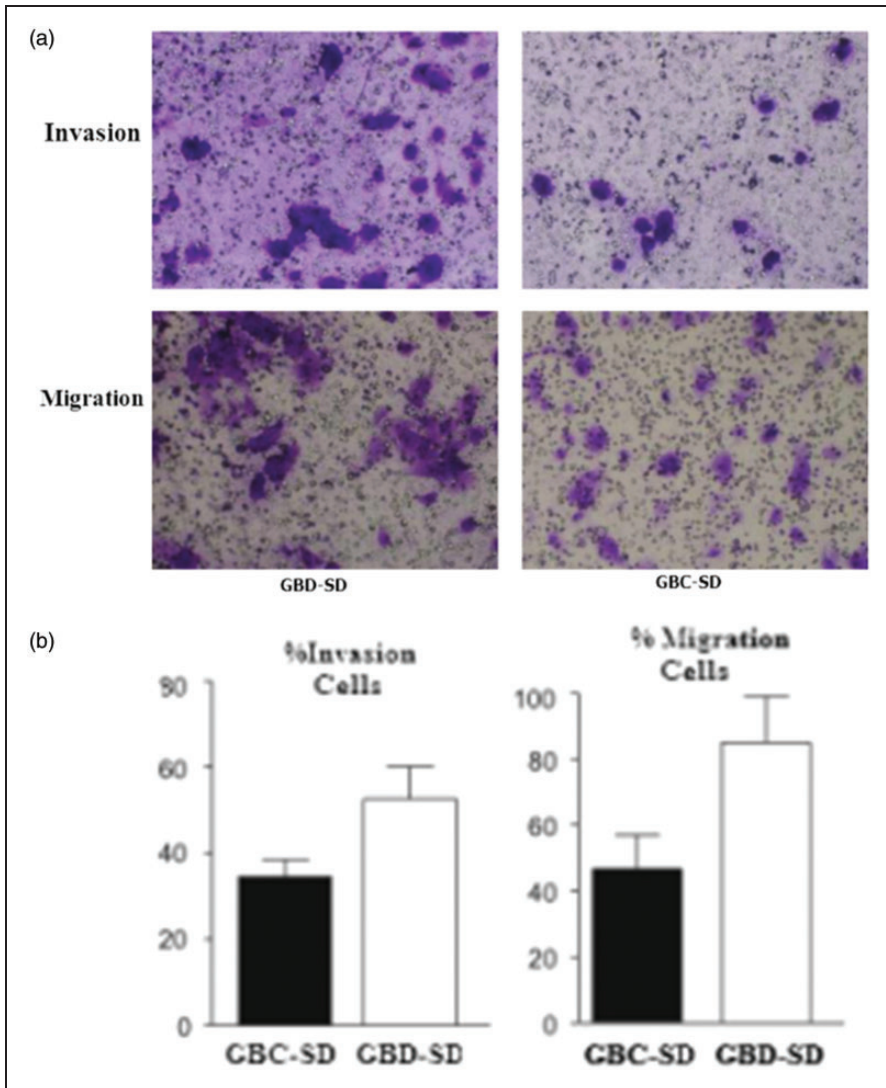 (a)
Invasion
Migration
GBD-SD
GBC-SD
(b)
%Invasion
Cells
80
60
40
20
0
GBC-SD
GBD-SD
% Migration
Cells
100
80
60
40
20
0
GBC-SD
GBD-SD